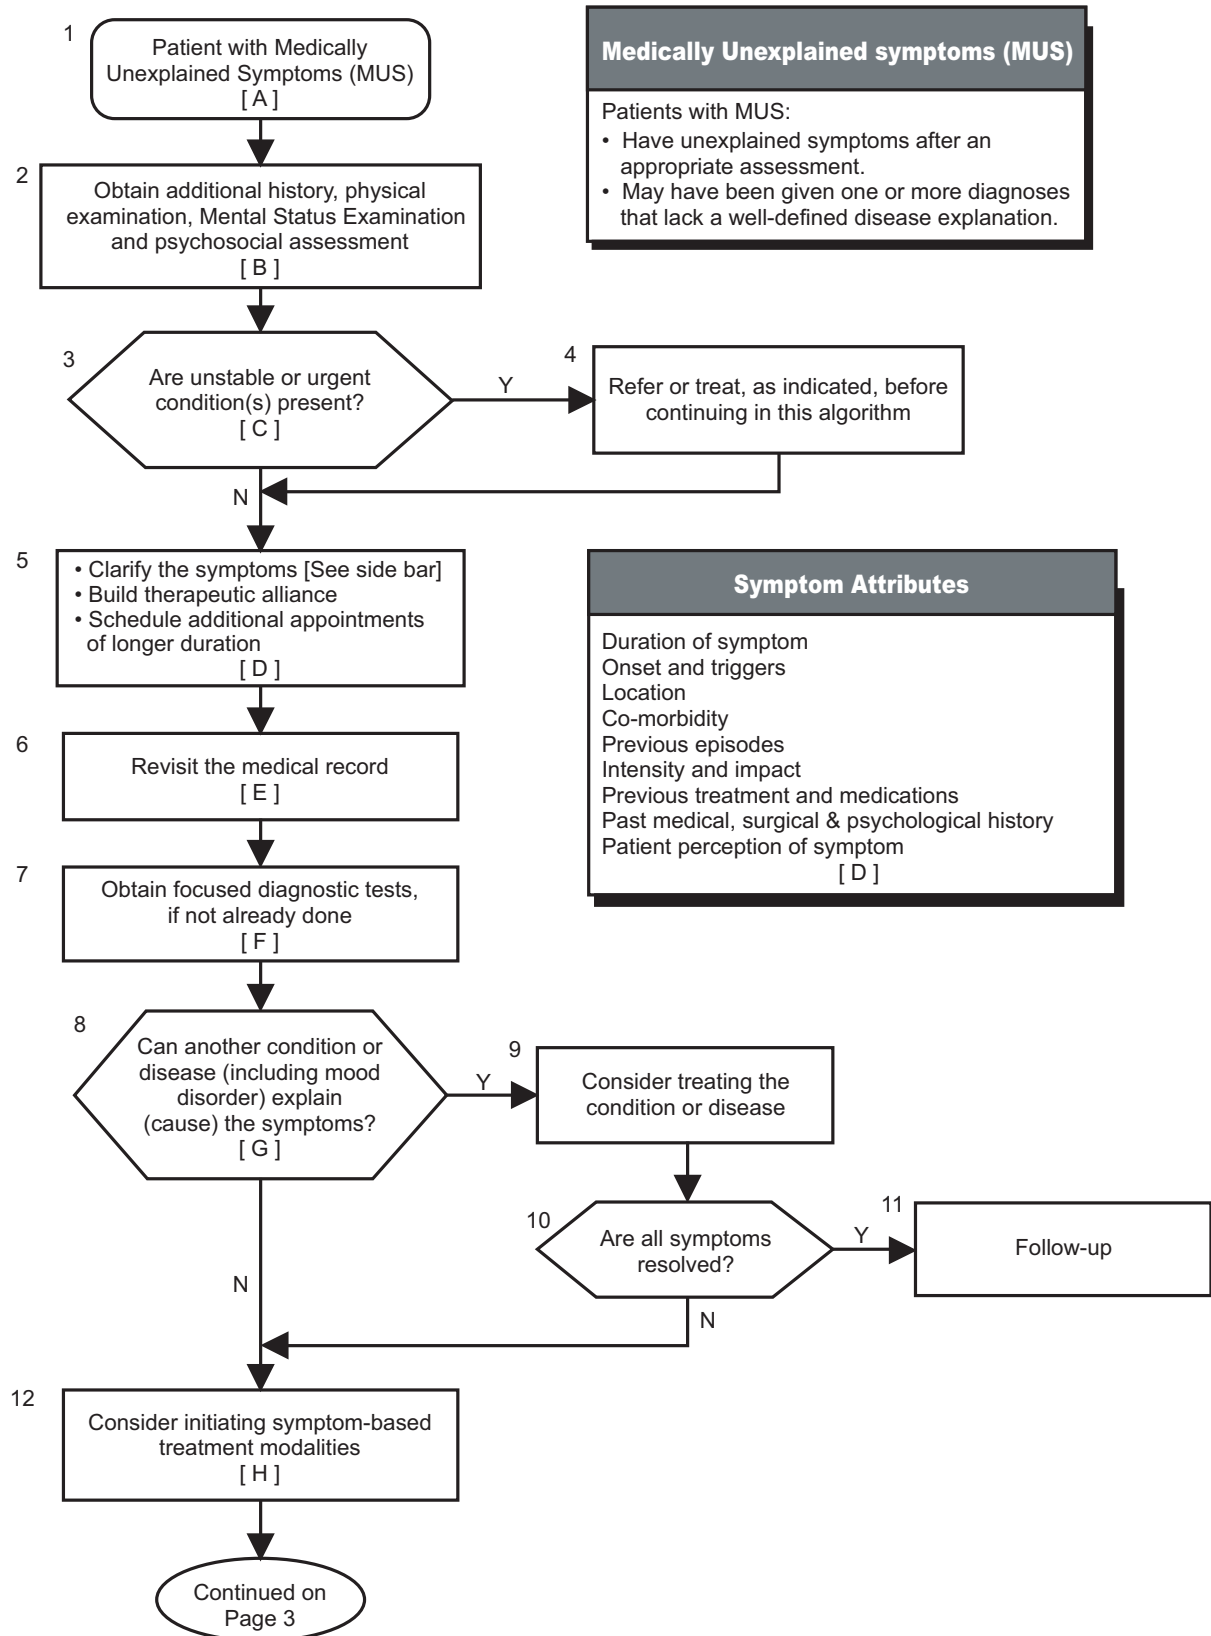 1
Patient with Medically
Unexplained Symptoms (MUS)
[ A ]
Medically Unexplained symptoms (MUS)
Patients with MUS:
• Have unexplained symptoms after an
appropriate assessment.
• May have been given one or more diagnoses
that lack a well-defined disease explanation.
2
Obtain additional history, physical
examination, Mental Status Examination
and psychosocial assessment
[ B ]
3
Are unstable or urgent
condition(s) present?
[ C ]
Y
4
Refer or treat, as indicated, before
continuing in this algorithm
N
5
• Clarify the symptoms [See side bar]
• Build therapeutic alliance
• Schedule additional appointments
of longer duration
[ D ]
Symptom Attributes
Duration of symptom
Onset and triggers
Location
Co-morbidity
Previous episodes
Intensity and impact
Previous treatment and medications
Past medical, surgical & psychological history
Patient perception of symptom
[ D ]
6
Revisit the medical record
[ E ]
7
Obtain focused diagnostic tests,
if not already done
[ F ]
8
Can another condition or
disease (including mood
disorder) explain
(cause) the symptoms?
[ G ]
Y
9
Consider treating the
condition or disease
10
Are all symptoms
resolved?
Y
11
Follow-up
N
N
12
Consider initiating symptom-based
treatment modalities
[ H ]
Continued on
Page 3